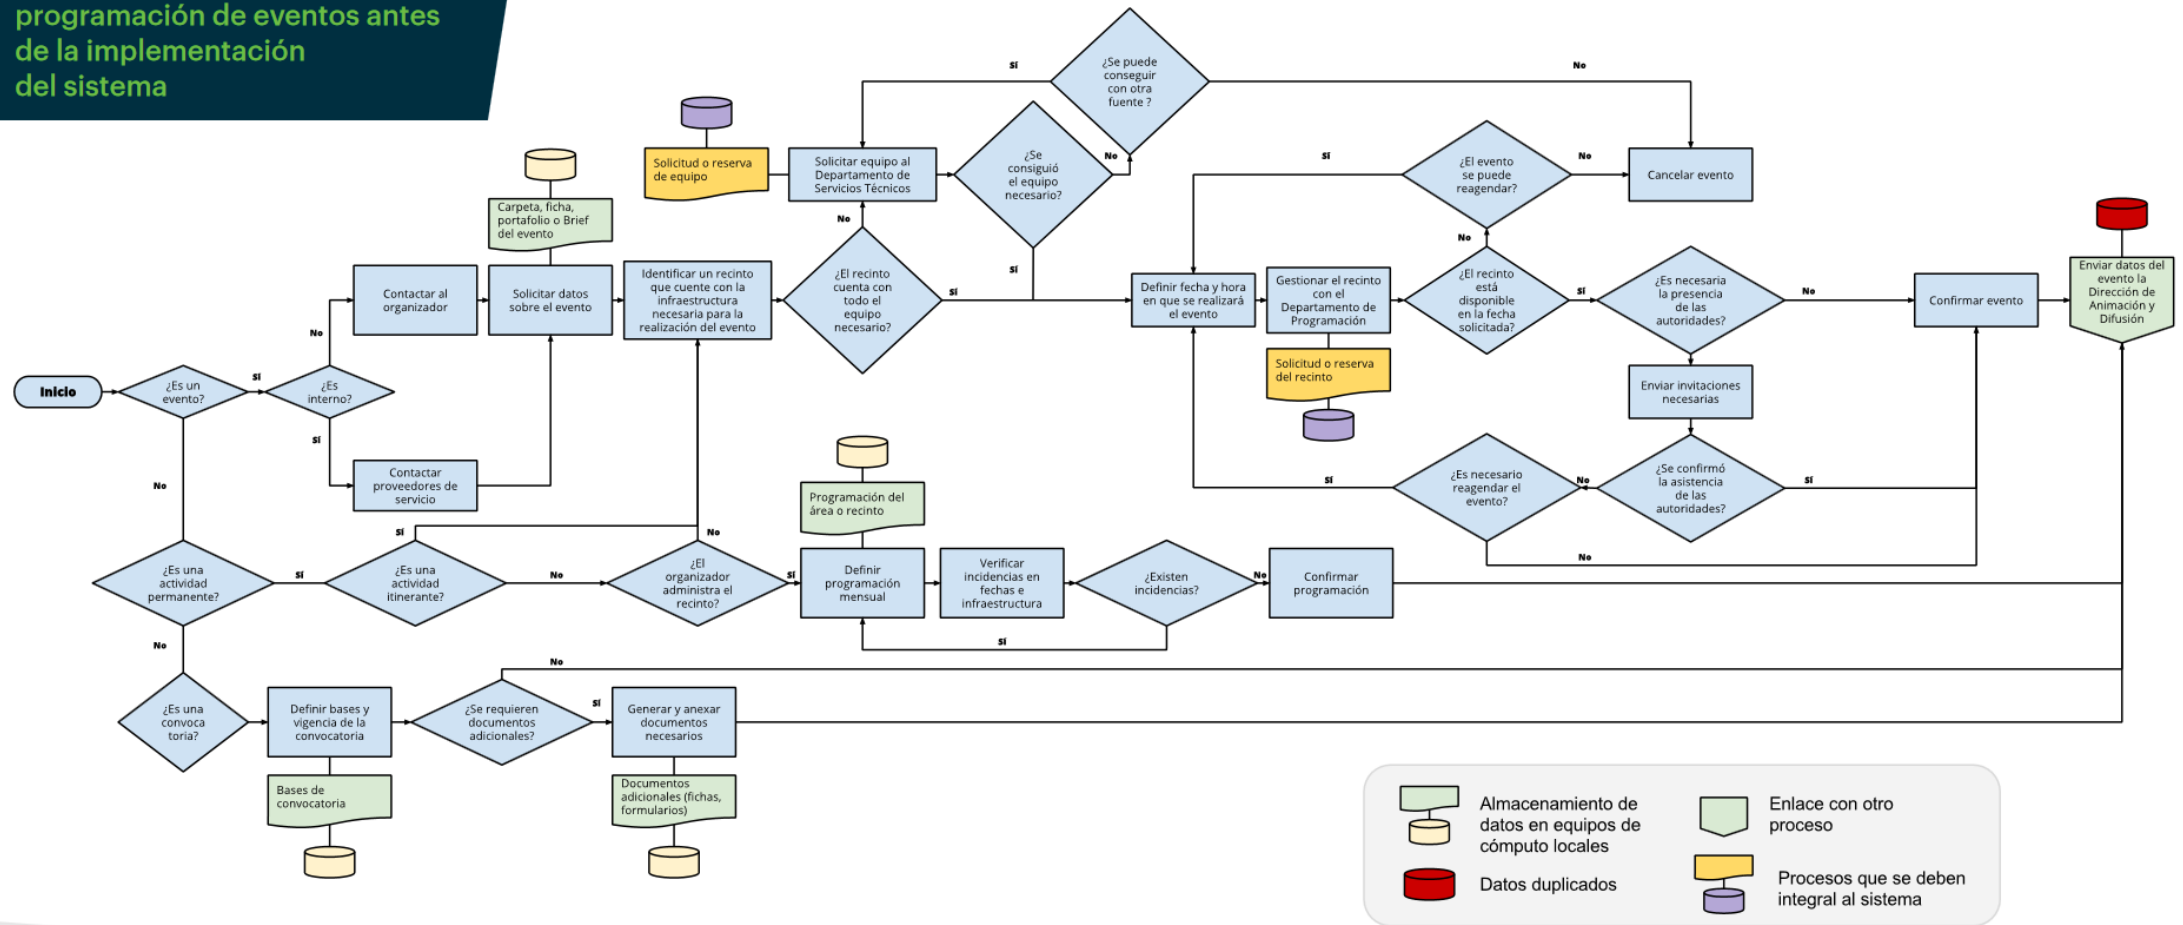 programación de eventos antes
de la implementación
del sistema
Sí
¿Se puede
conseguir
con otra
fuente ?
No
Solicitud o reserva
de equipo
Solicitar equipo al
Departamento de
Servicios Técnicos
¿Se
consiguió
el equipo
necesario?
No
Sí
¿El evento
se puede
reagendar?
No
Cancelar evento
Carpeta, ficha,
portafolio o Brief
del evento
No
Sí
No
Contactar al
organizador
Solicitar datos
sobre el evento
Identificar un recinto
que cuente con la
infraestructura
necesaria para la
realización del evento
¿El recinto
cuenta con
todo el
equipo
necesario?
Sí
Definir fecha y hora
en que se realizará
el evento
Gestionar el recinto
con el
Departamento de
Programación
¿El recinto
está
disponible
en la fecha
solicitada?
Sí
¿Es necesaria
la presencia
de las
autoridades?
No
Confirmar evento
Enviar datos del
evento la
Dirección de
Animación y
Difusión
No
Inicio
¿Es un
evento?
Sí
¿Es
interno?
Solicitud o reserva
del recinto
Enviar invitaciones
necesarias
Sí
No
Contactar
proveedores de
servicio
Programación del
área o recinto
Sí
¿Es necesario
reagendar el
evento?
No
¿Se confirmó
la asistencia
de las
autoridades?
Sí
Sí
No
No
¿Es una
actividad
permanente?
Sí
¿Es una
actividad
itinerante?
No
¿El
organizador
administra el
recinto?
Sí
Definir
programación
mensual
Verificar
incidencias en
fechas e
infraestructura
¿Existen
incidencias?
No
Confirmar
programación
Sí
No
No
¿Es una
convoca
toria?
Definir bases y
vigencia de la
convocatoria
¿Se requieren
documentos
adicionales?
Sí
Generar y anexar
documentos
necesarios
Bases de
convocatoria
Documentos
adicionales (fichas,
formularios)
Almacenamiento de
datos en equipos de
cómputo locales
Enlace con otro
proceso
Datos duplicados
Procesos que se deben
integral al sistema